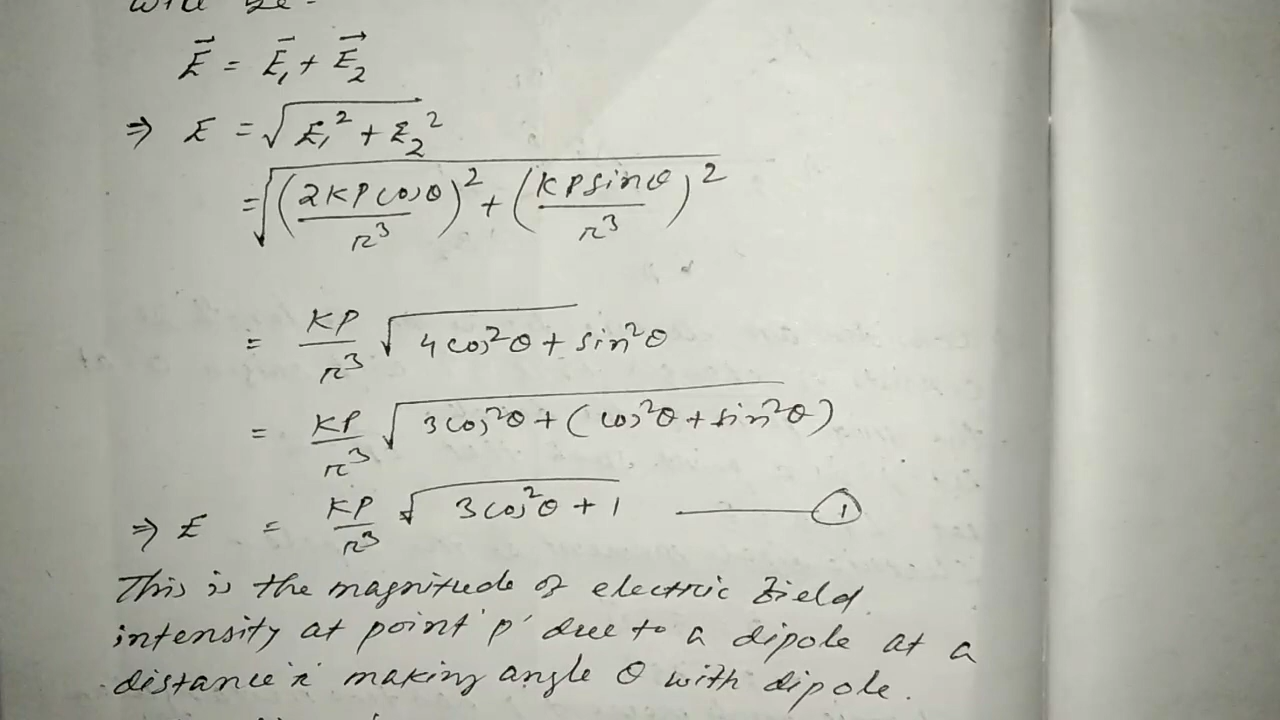 will be-
E⃗ = E⃗₁ + E⃗₂
⇒ E = √(E₁² + E₂²)
= √((2KP cosθ / r³)² + (KP sinθ / r³)²)
= KP/r³ √(4cos²θ + sin²θ)
= KP/r³ √(3cos²θ + (cos²θ + sin²θ))
⇒ E = KP/r³ √(3cos²θ + 1) —— ①
This is the magnitude of electric field
intensity at point 'p' due to a dipole at a
distance 'r' making angle θ with dipole.